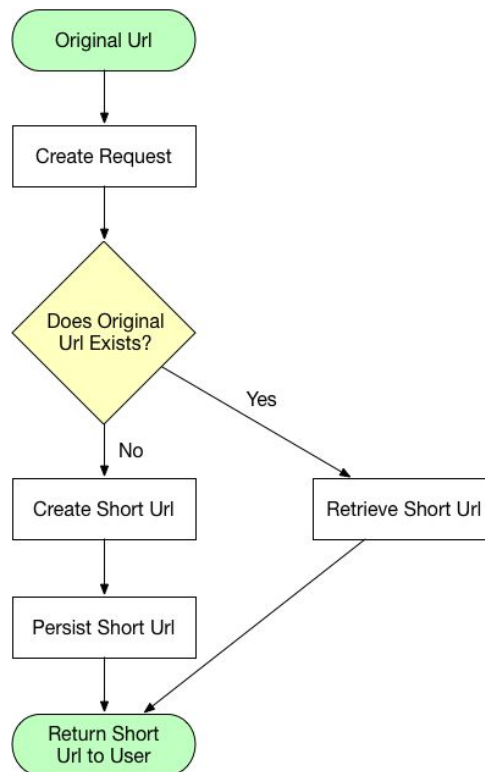 Original Url
Create Request
Does Original
Url Exists?
Yes
No
Create Short Url
Retrieve Short Url
Persist Short Url
Return Short
Url to User